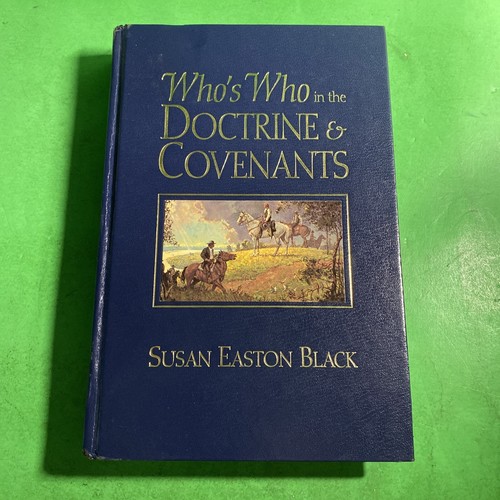 Who's Who in the
DOCTRINE &
COVENANTS
SUSAN EASTON BLACK